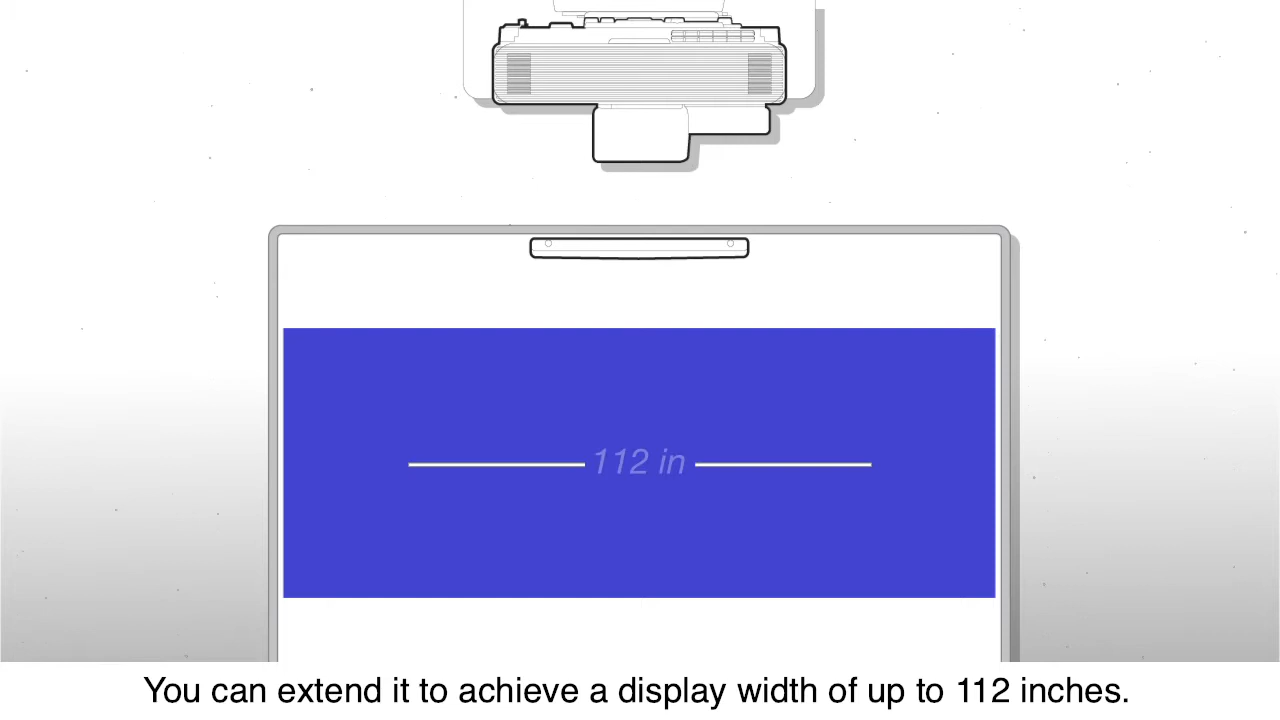 112 in
You can extend it to achieve a display width of up to 112 inches.